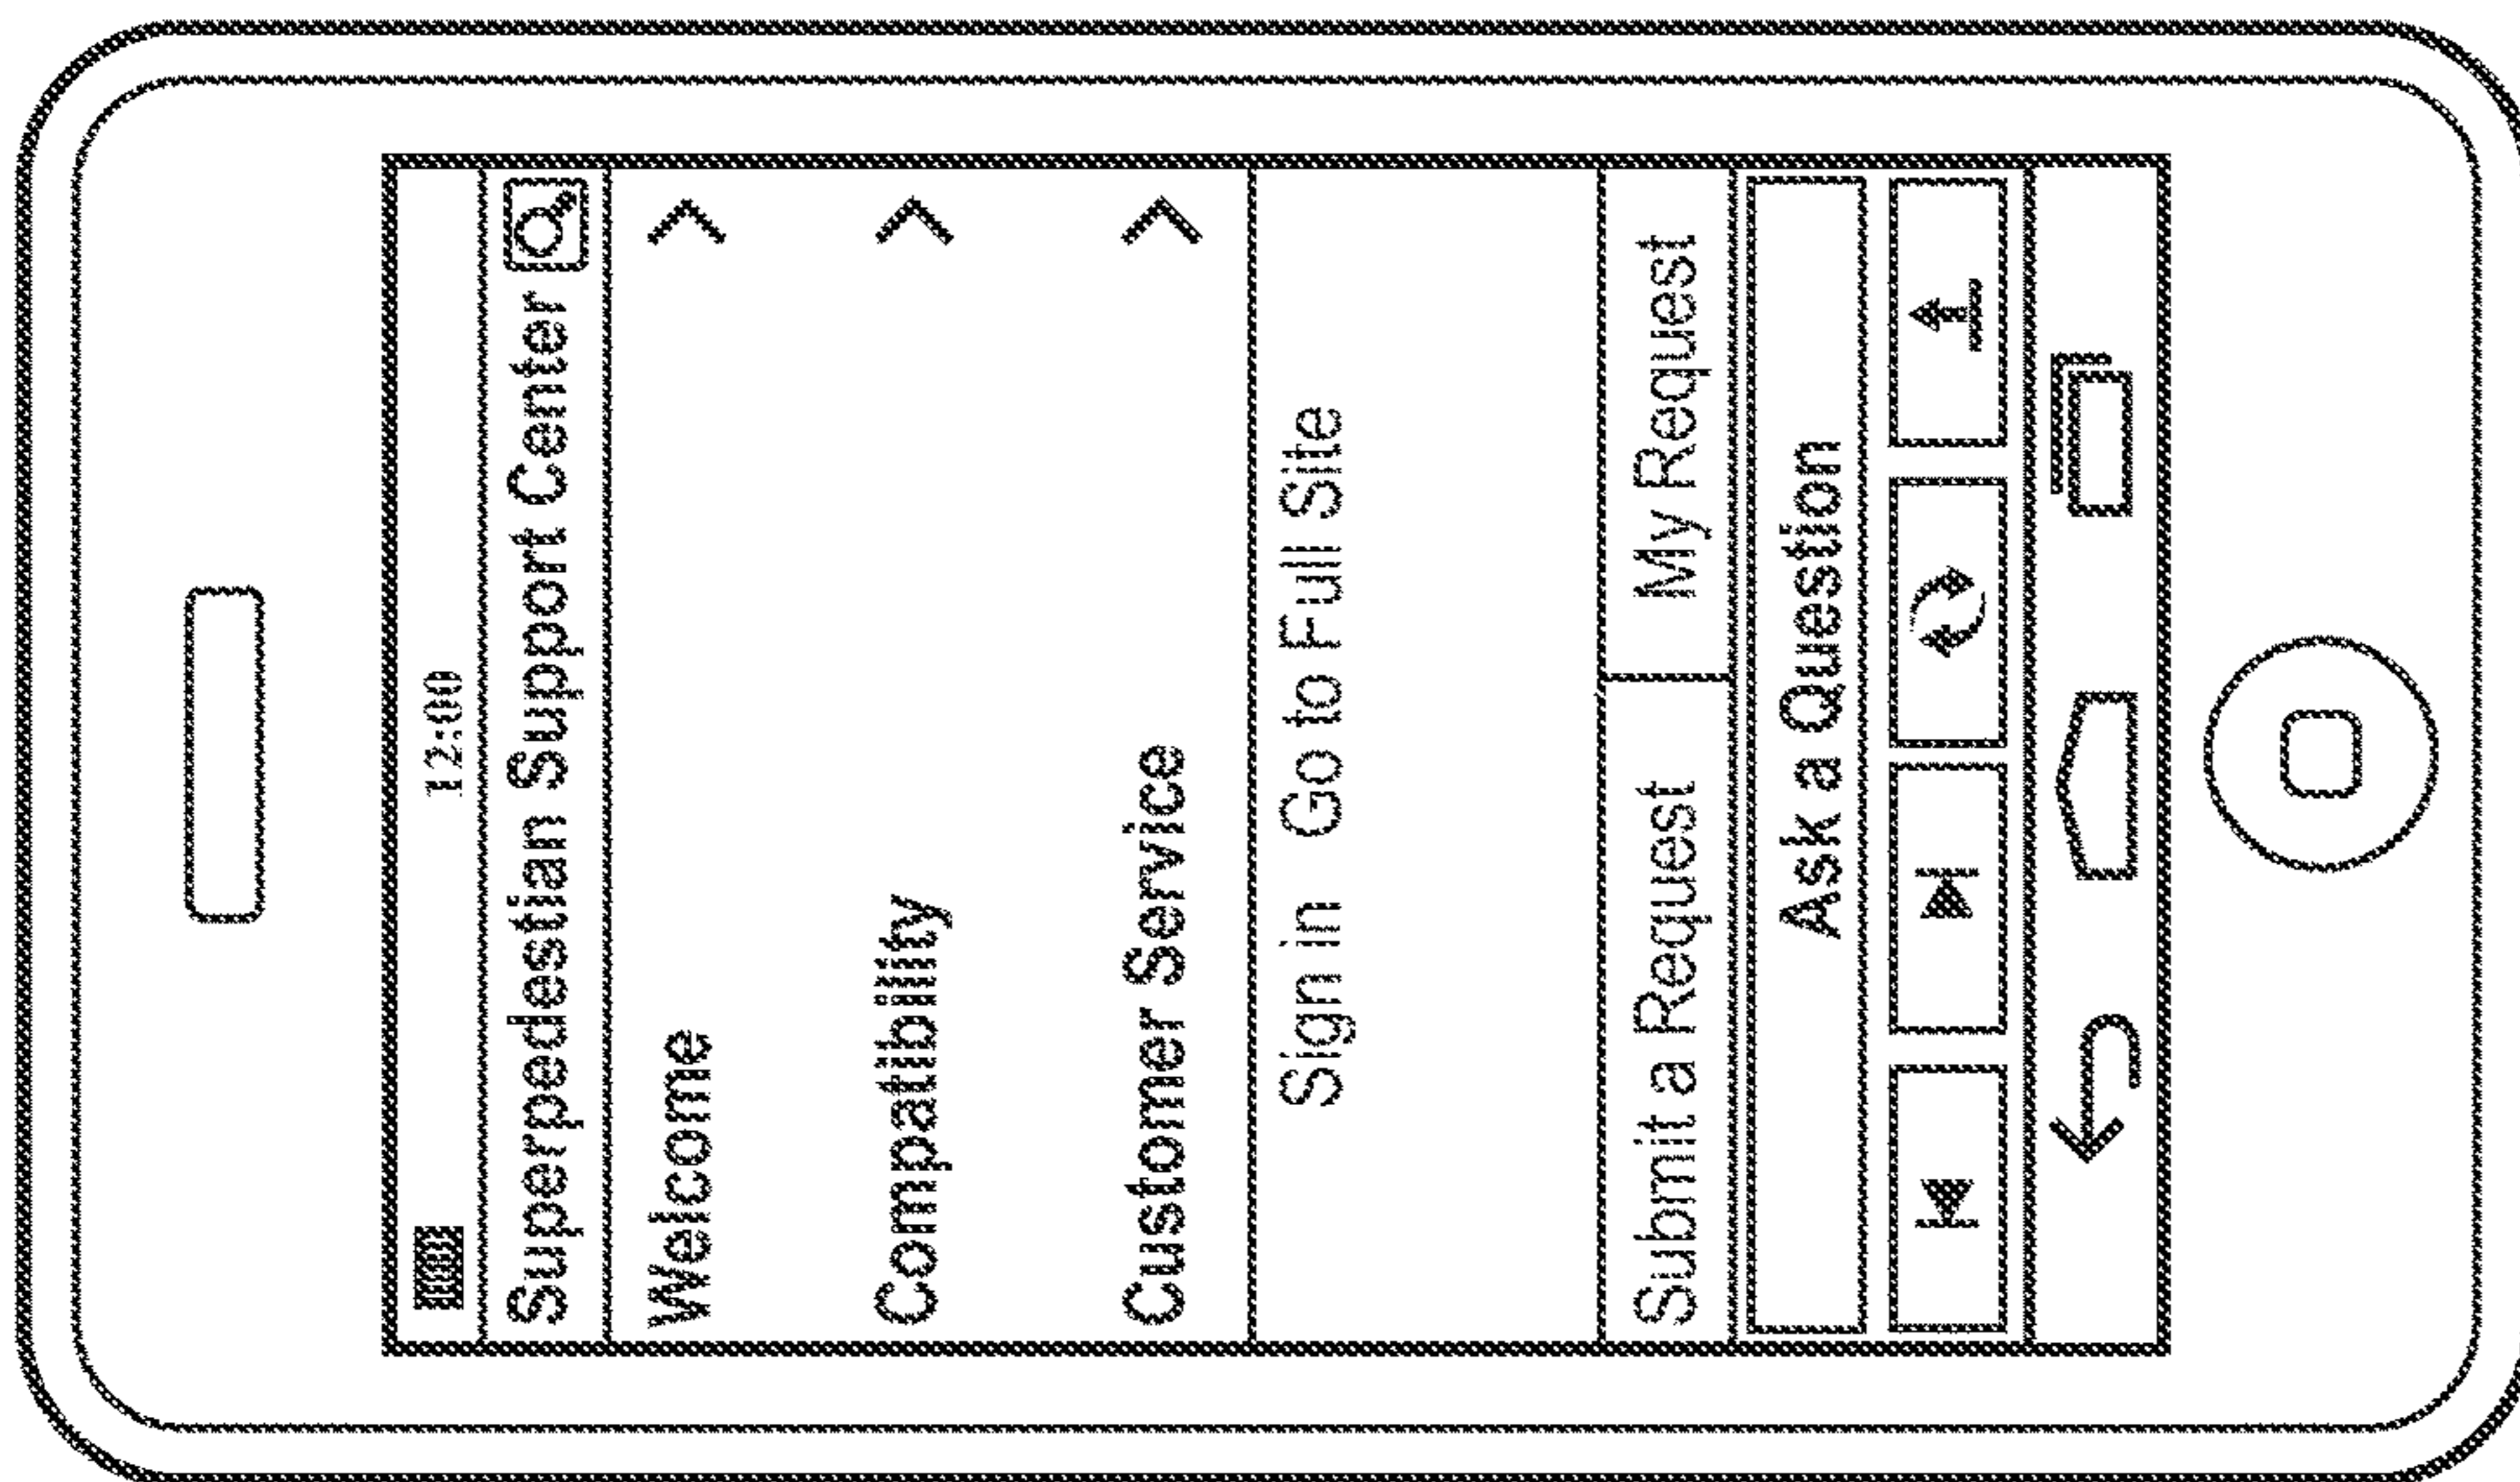 12:00
Superpedestian Support Center
Welcome
Compatibility
Customer Service
Sign in Go to Full Site
Submit a Request My Request
Ask a Question